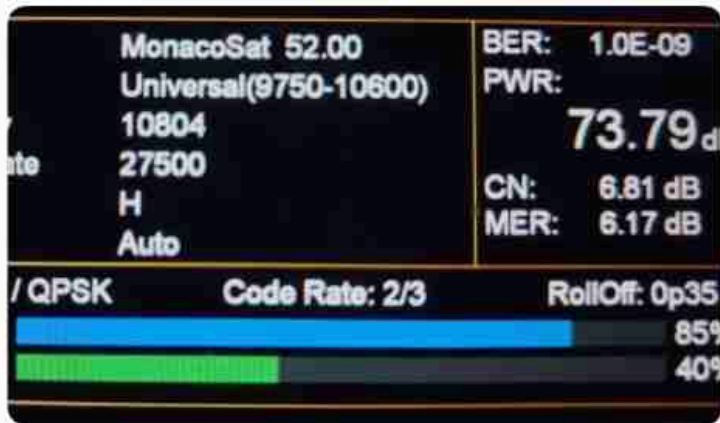 MonacoSat 52.00
Universal(9750-10600)
10804
27500
H
Auto
BER: 1.0E-09
PWR:
73.79
CN: 6.81 dB
MER: 6.17 dB
/ QPSK Code Rate: 2/3 RollOff: 0p35
85%
40%